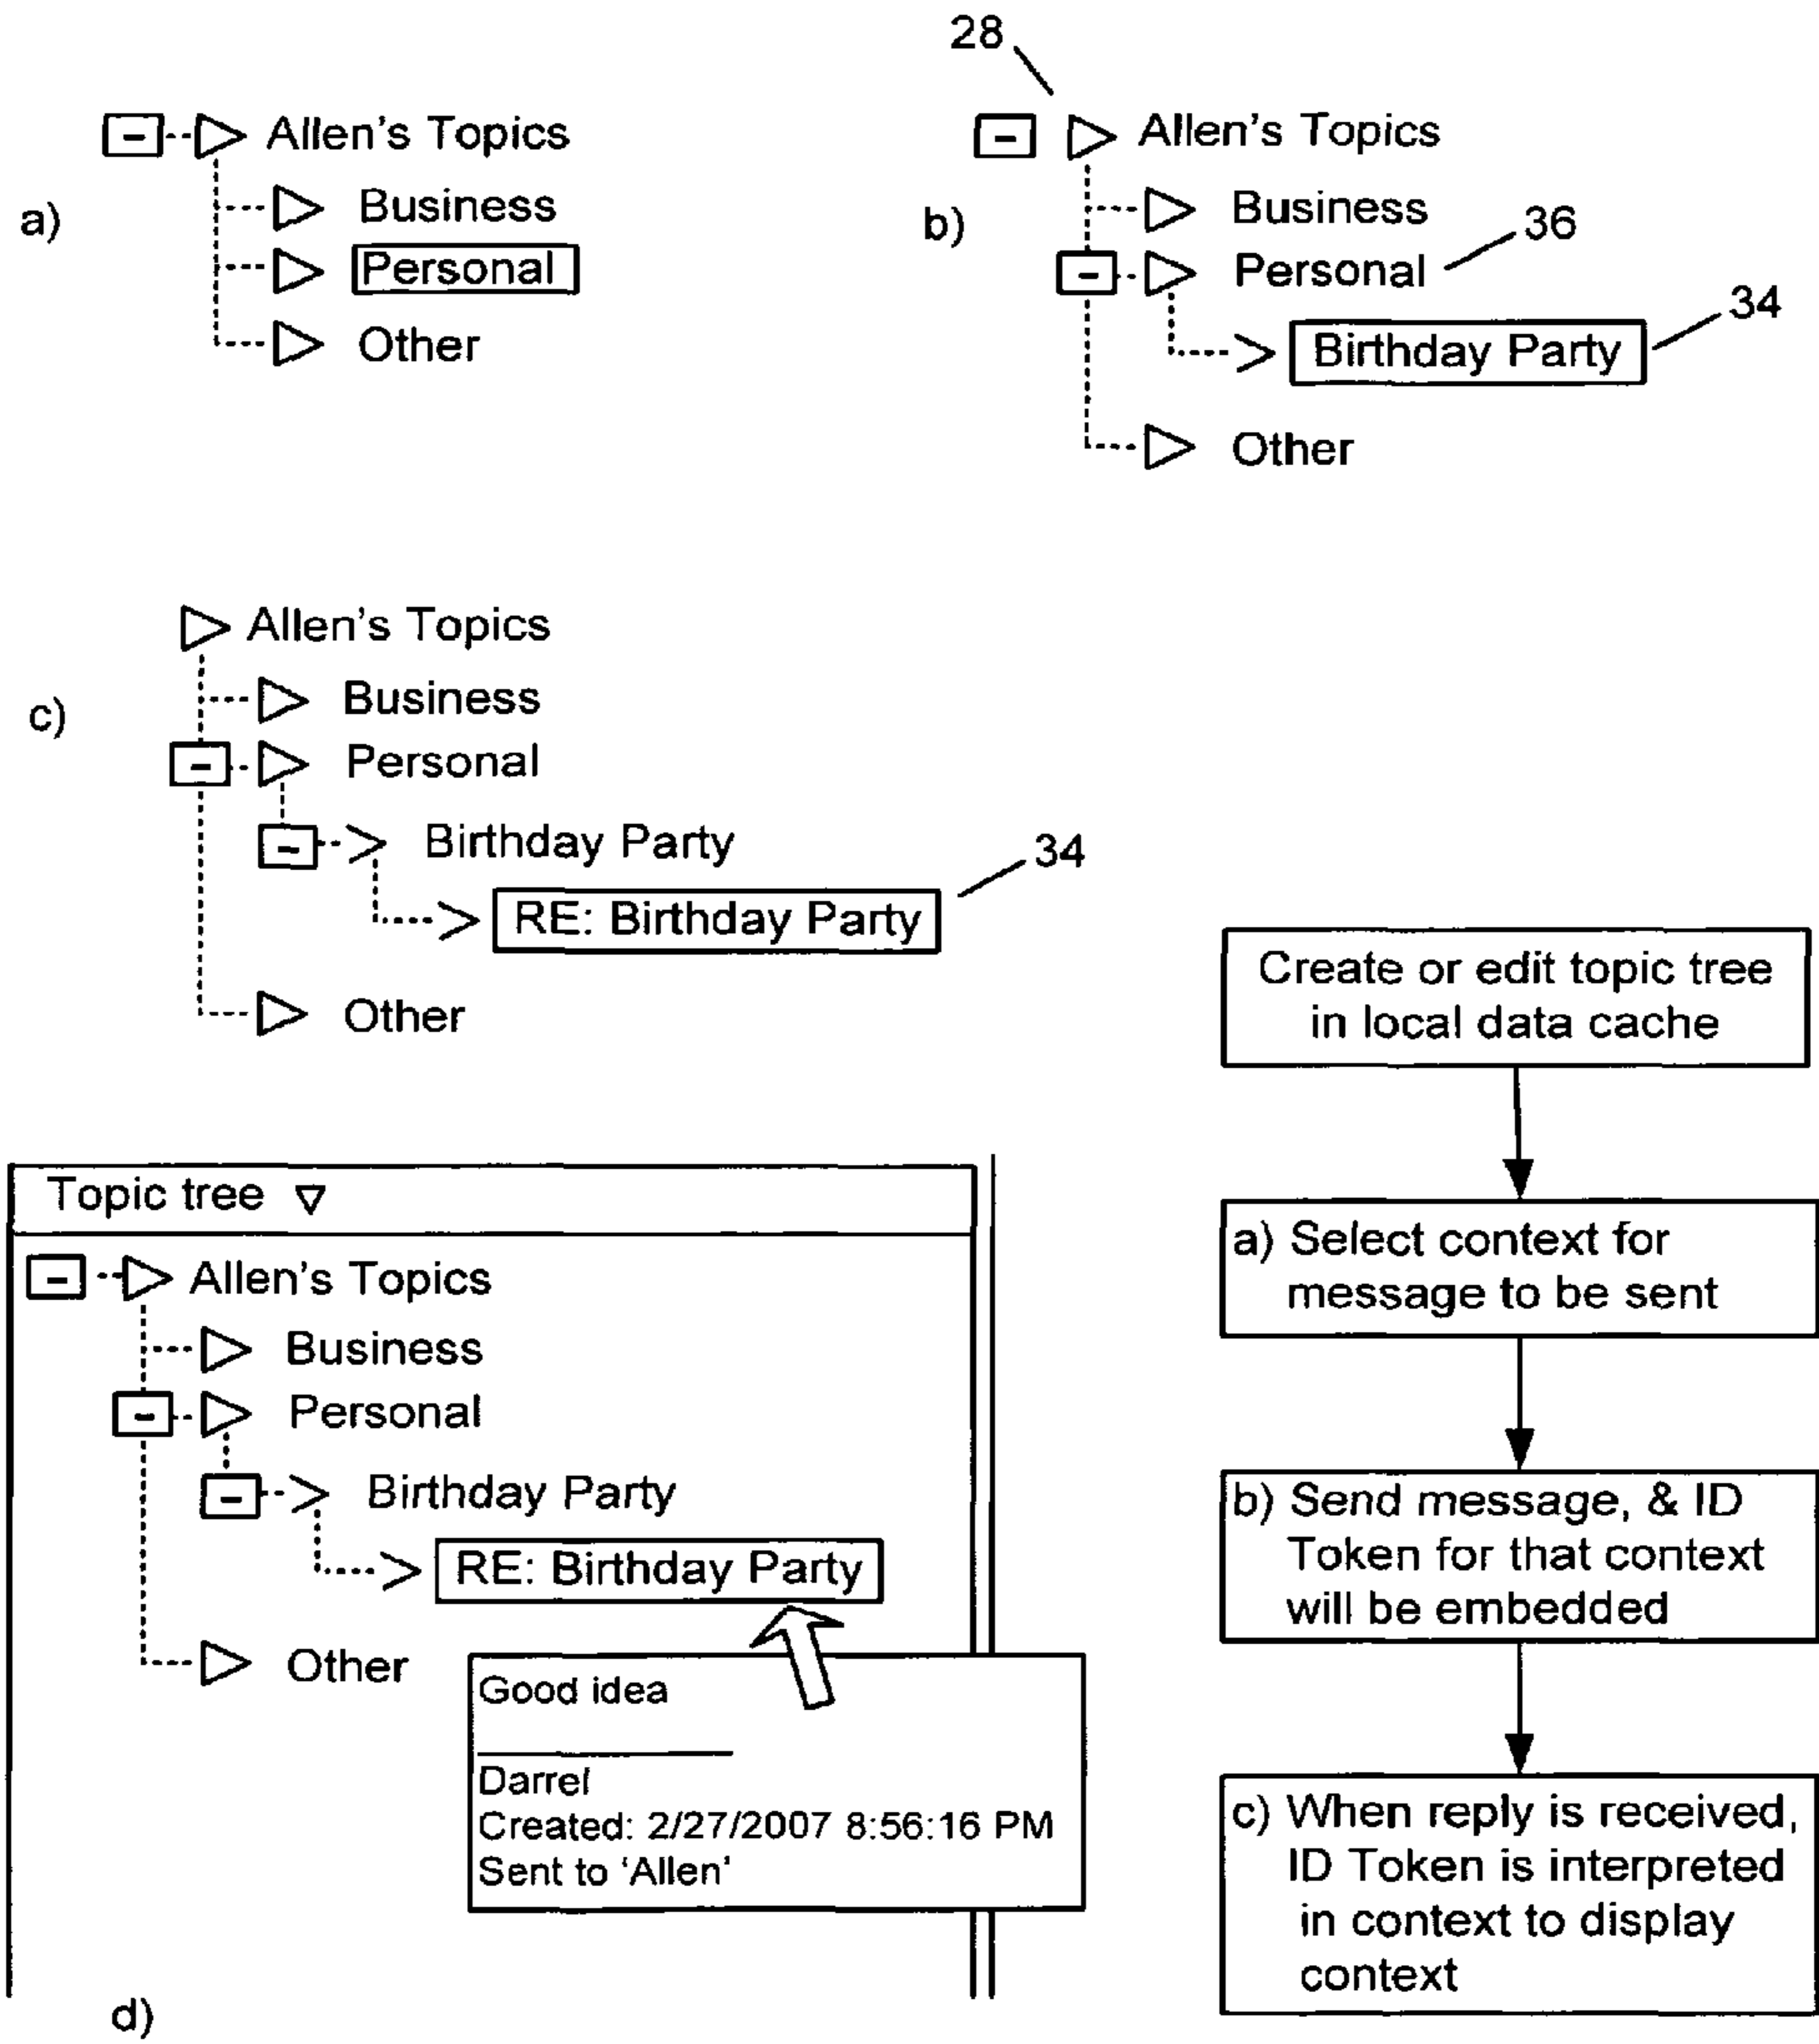 28
a)
[-] Allen's Topics
Business
Personal
Other
b)
[-] Allen's Topics
Business
[-] Personal
36
Birthday Party
34
Other
c)
Allen's Topics
Business
[-] Personal
[-] Birthday Party
RE: Birthday Party
34
Other
Topic tree
[-] Allen's Topics
Business
[-] Personal
[-] Birthday Party
RE: Birthday Party
Other
Good idea
Darrel
Created: 2/27/2007 8:56:16 PM
Sent to 'Allen'
d)
Create or edit topic tree
in local data cache
a) Select context for
message to be sent
b) Send message, & ID
Token for that context
will be embedded
c) When reply is received,
ID Token is interpreted
in context to display
context